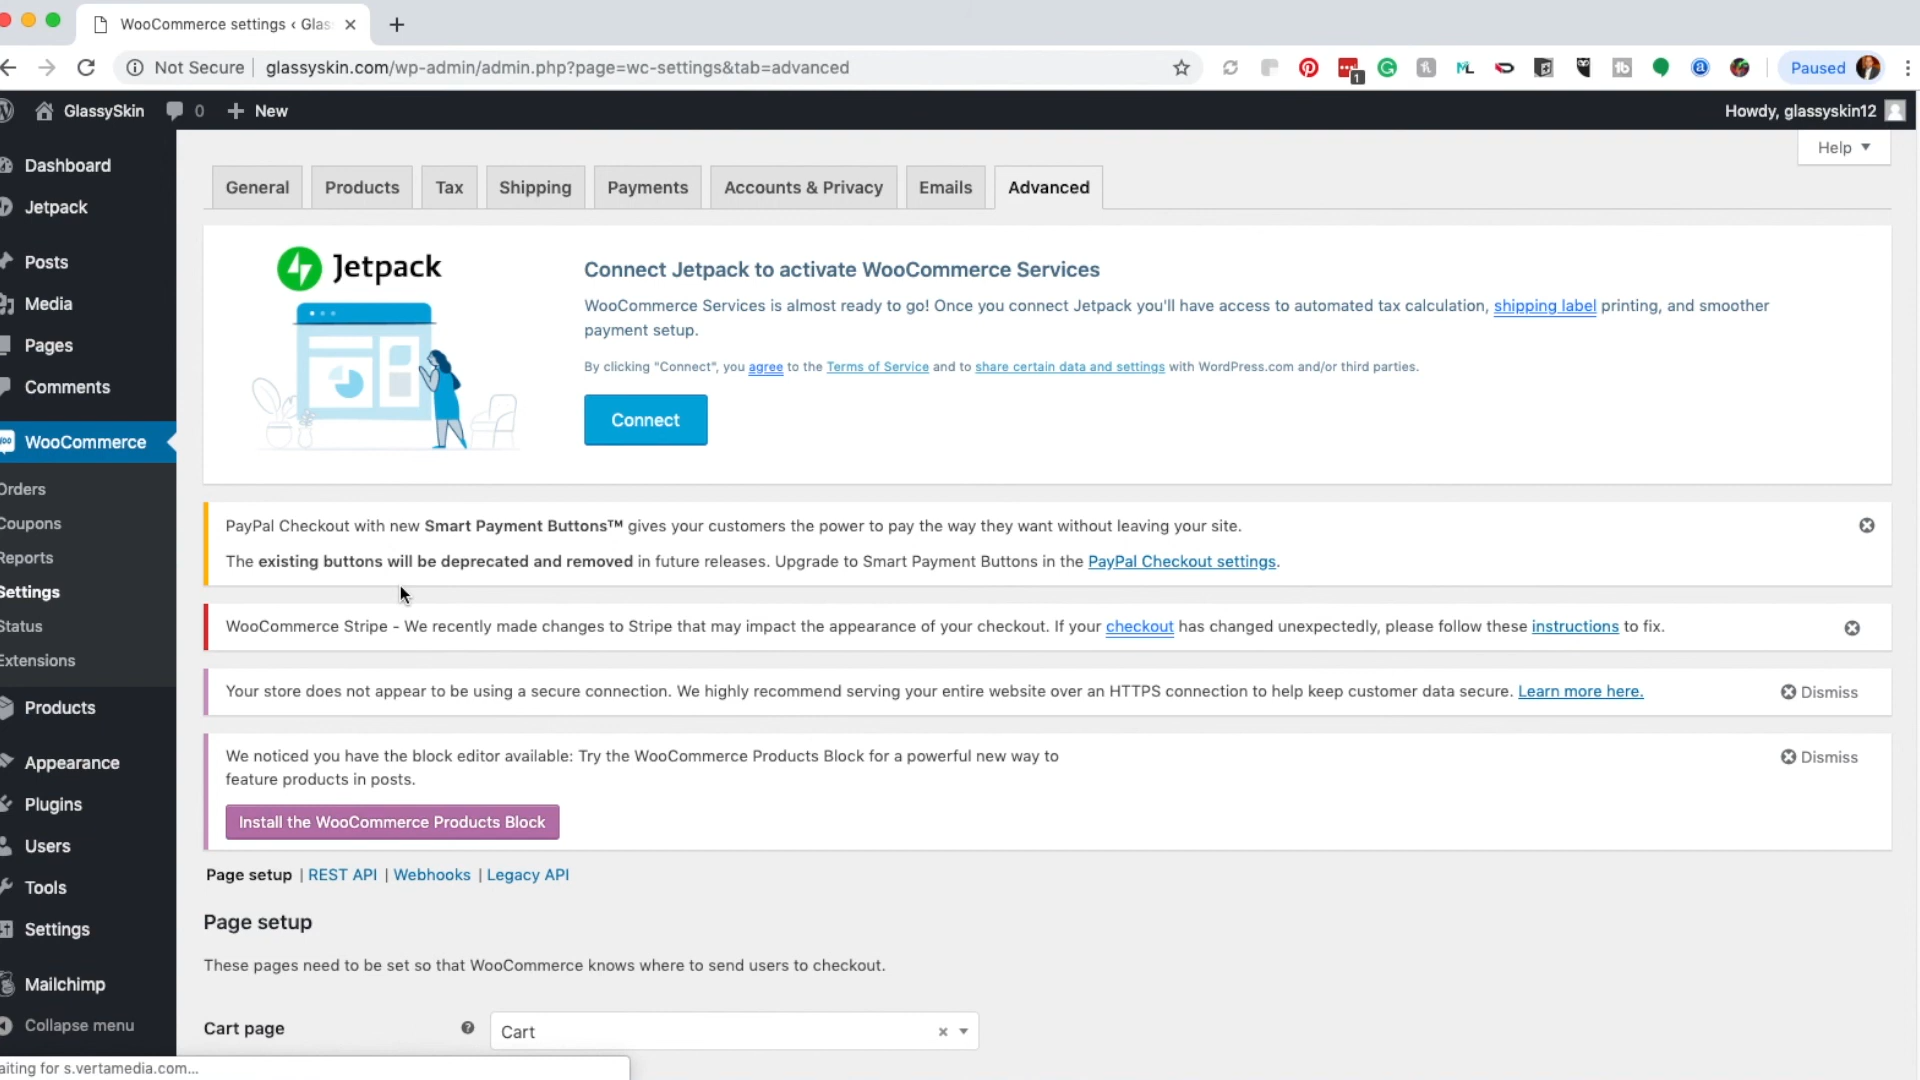 WooCommerce settings ‹ Glas
Not Secure
glassyskin.com/wp-admin/admin.php?page=wc-settings&tab=advanced
1
Paused
GlassySkin
0
New
Howdy, glassyskin12
Help
Dashboard
Jetpack
Posts
Media
Pages
Comments
WooCommerce
Orders
Coupons
Reports
Settings
Status
Extensions
Products
Appearance
Plugins
Users
Tools
Settings
Mailchimp
Collapse menu
General
Products
Tax
Shipping
Payments
Accounts & Privacy
Emails
Advanced
Jetpack
Connect Jetpack to activate WooCommerce Services
WooCommerce Services is almost ready to go! Once you connect Jetpack you'll have access to automated tax calculation, shipping label printing, and smoother
payment setup.
By clicking "Connect", you agree to the Terms of Service and to share certain data and settings with WordPress.com and/or third parties.
Connect
PayPal Checkout with new Smart Payment Buttons™ gives your customers the power to pay the way they want without leaving your site.
The existing buttons will be deprecated and removed in future releases. Upgrade to Smart Payment Buttons in the PayPal Checkout settings.
WooCommerce Stripe - We recently made changes to Stripe that may impact the appearance of your checkout. If your checkout has changed unexpectedly, please follow these instructions to fix.
Your store does not appear to be using a secure connection. We highly recommend serving your entire website over an HTTPS connection to help keep customer data secure. Learn more here.
Dismiss
We noticed you have the block editor available: Try the WooCommerce Products Block for a powerful new way to
feature products in posts.
Dismiss
Install the WooCommerce Products Block
Page setup | REST API | Webhooks | Legacy API
Page setup
These pages need to be set so that WooCommerce knows where to send users to checkout.
Cart page
Cart
aiting for s.vertamedia.com...